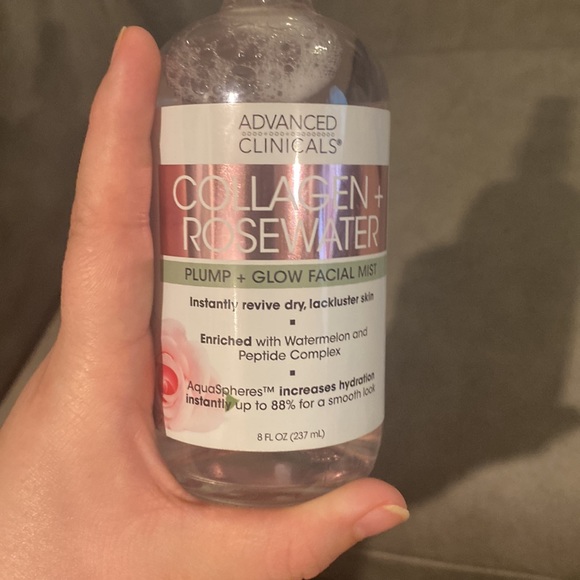 ADVANCED
CLINICALS®
COLLAGEN +
ROSEWATER
PLUMP + GLOW FACIAL MIST
Instantly revive dry, lackluster skin
▪
Enriched with Watermelon and
Peptide Complex
▪
AquaSpheres™ increases hydration
instantly up to 88% for a smooth look
8 FL OZ (237 mL)